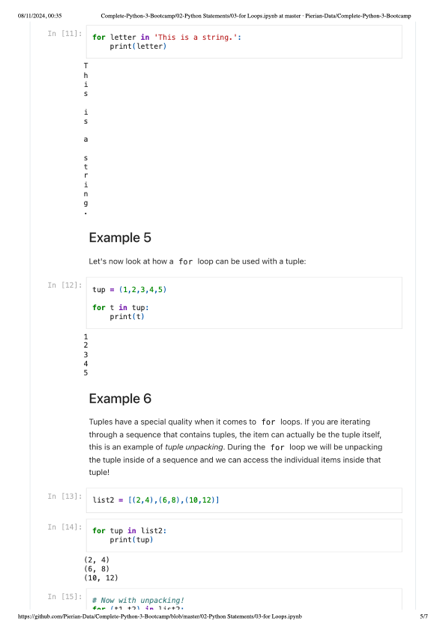 08/11/2024, 00:35 Complete-Python-3-Bootcamp/02-Python Statements/03-for Loops.ipynb at master · Pierian-Data/Complete-Python-3-Bootcamp
In [11]: for letter in 'This is a string.':
print(letter)
T
h
i
s
i
s
a
s
t
r
i
n
g
.
Example 5
Let's now look at how a for loop can be used with a tuple:
In [12]: tup = (1,2,3,4,5)
for t in tup:
print(t)
1
2
3
4
5
Example 6
Tuples have a special quality when it comes to for loops. If you are iterating
through a sequence that contains tuples, the item can actually be the tuple itself,
this is an example of tuple unpacking. During the for loop we will be unpacking
the tuple inside of a sequence and we can access the individual items inside that
tuple!
In [13]: list2 = [(2,4),(6,8),(10,12)]
In [14]: for tup in list2:
print(tup)
(2, 4)
(6, 8)
(10, 12)
In [15]: # Now with unpacking!
for (t1,t2) in list2:
https://github.com/Pierian-Data/Complete-Python-3-Bootcamp/blob/master/02-Python Statements/03-for Loops.ipynb 5/7